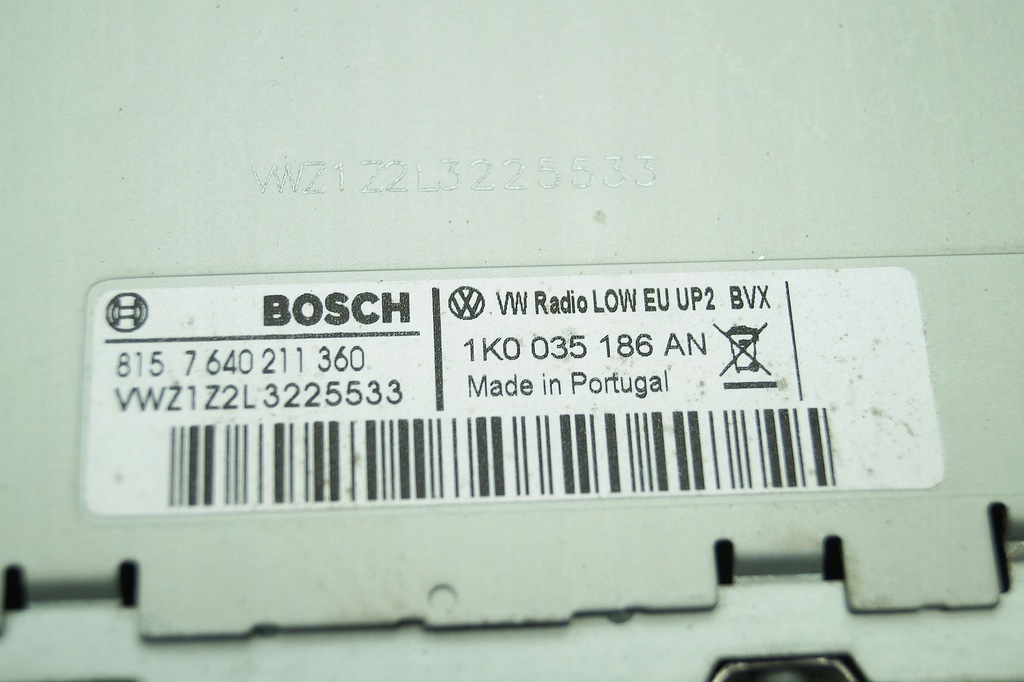 VWZ1Z2L3225533
BOSCH
815 7 640 211 360
VWZ1Z2L3225533
VW Radio LOW EU UP2 BVX
1K0 035 186 AN
Made in Portugal